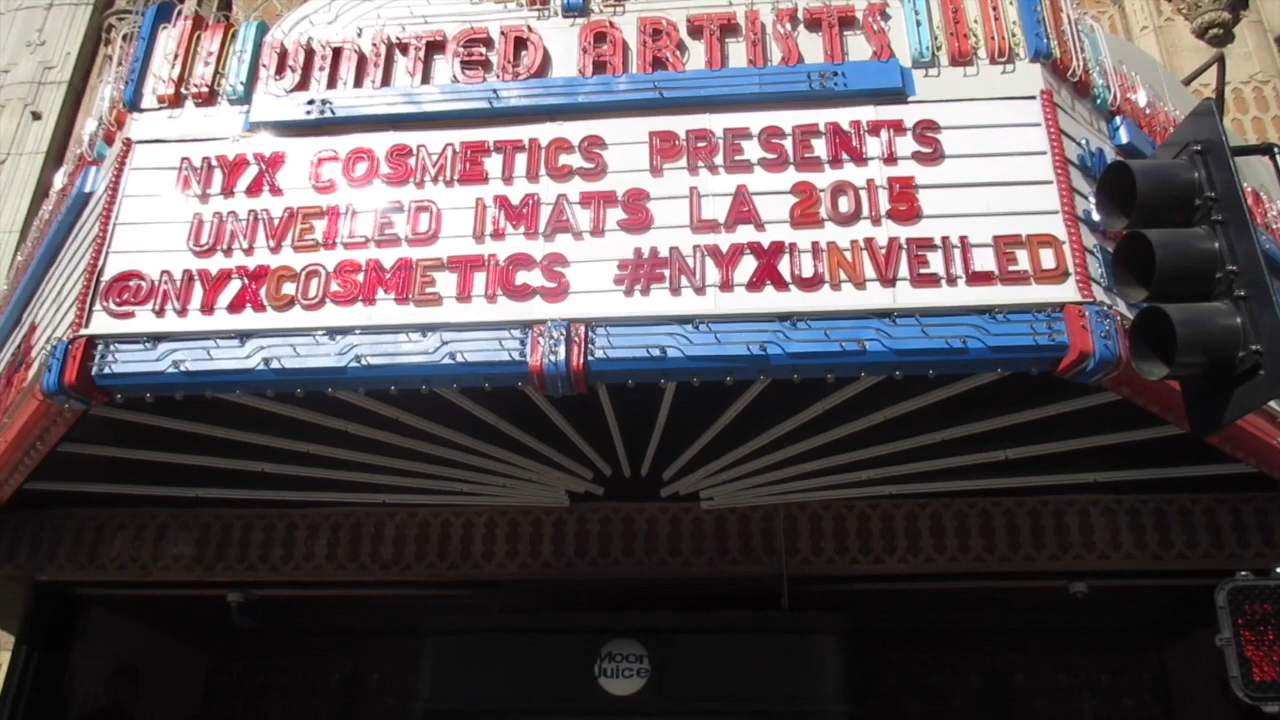 UNITED ARTISTS
NYX COSMETICS PRESENTS
UNVEILED IMATS LA 2015
@NYXCOSMETICS #NYXUNVEILED
Moon
Juice